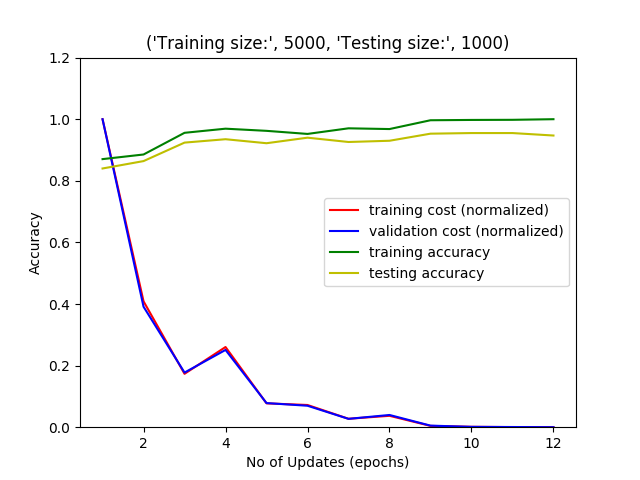 ('Training size:', 5000, 'Testing size:', 1000)
1.2
1.0
0.8
0.6
0.4
0.2
0.0
Accuracy
training cost (normalized)
validation cost (normalized)
training accuracy
testing accuracy
2 4 6 8 10 12
No of Updates (epochs)